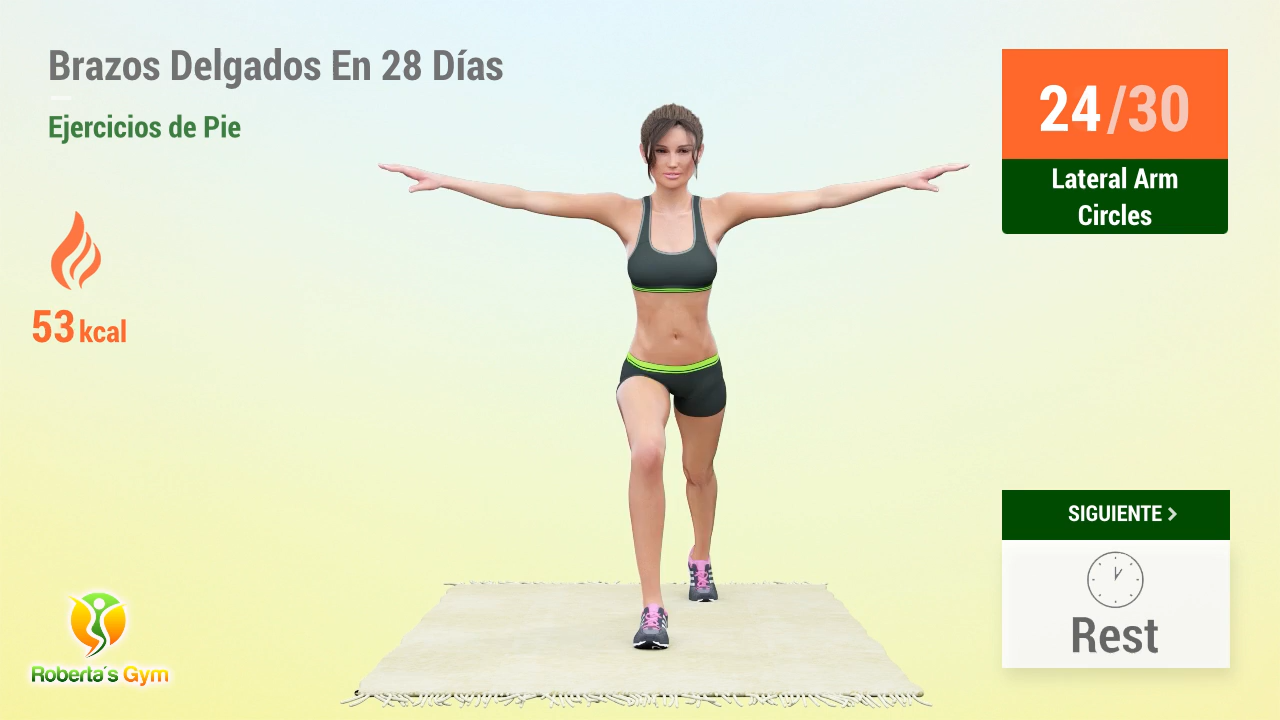 Brazos Delgados En 28 Días
Ejercicios de Pie
24/30
Lateral Arm
Circles
53 kcal
SIGUIENTE >
Rest
Roberta´s Gym